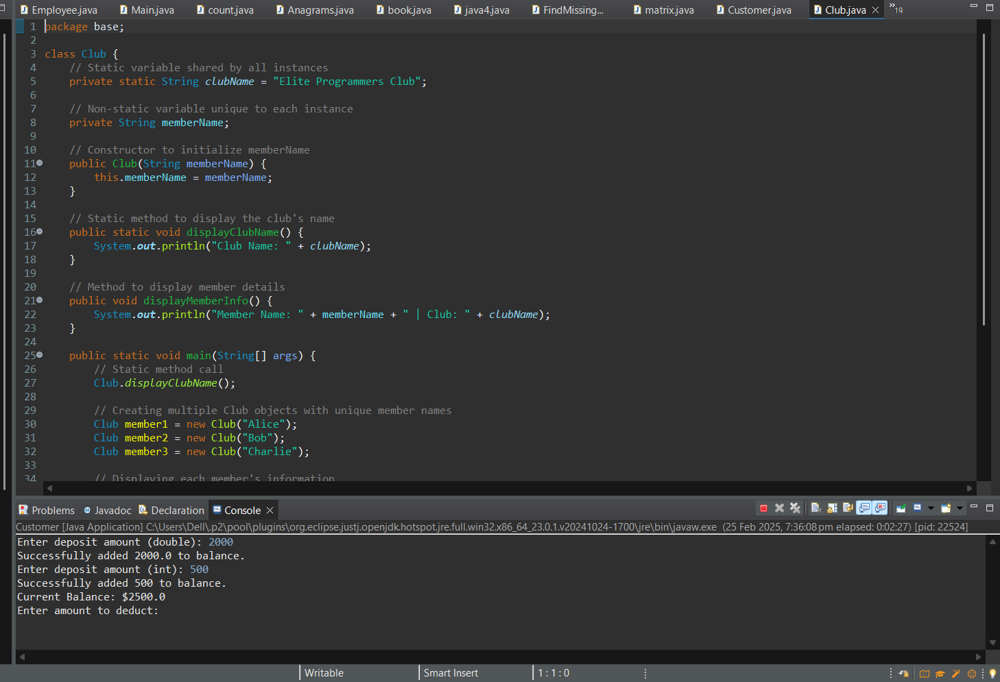 Employee.java Main.java count.java Anagrams.java book.java java4.java FindMissing... matrix.java Customer.java Club.java »19
1 package base;
2
3 class Club {
4 // Static variable shared by all instances
5 private static String clubName = "Elite Programmers Club";
6
7 // Non-static variable unique to each instance
8 private String memberName;
9
10 // Constructor to initialize memberName
11 public Club(String memberName) {
12 this.memberName = memberName;
13 }
14
15 // Static method to display the club's name
16 public static void displayClubName() {
17 System.out.println("Club Name: " + clubName);
18 }
19
20 // Method to display member details
21 public void displayMemberInfo() {
22 System.out.println("Member Name: " + memberName + " | Club: " + clubName);
23 }
24
25 public static void main(String[] args) {
26 // Static method call
27 Club.displayClubName();
28
29 // Creating multiple Club objects with unique member names
30 Club member1 = new Club("Alice");
31 Club member2 = new Club("Bob");
32 Club member3 = new Club("Charlie");
33
34 // Displaying each member's information
Problems Javadoc Declaration Console
Customer [Java Application] C:\Users\Dell\.p2\pool\plugins\org.eclipse.justj.openjdk.hotspot.jre.full.win32.x86_64_23.0.1.v20241024-1700\jre\bin\javaw.exe (25 Feb 2025, 7:36:08 pm elapsed: 0:02:27) [pid: 22524]
Enter deposit amount (double): 2000
Successfully added 2000.0 to balance.
Enter deposit amount (int): 500
Successfully added 500 to balance.
Current Balance: $2500.0
Enter amount to deduct:
Writable Smart Insert 1 : 1 : 0